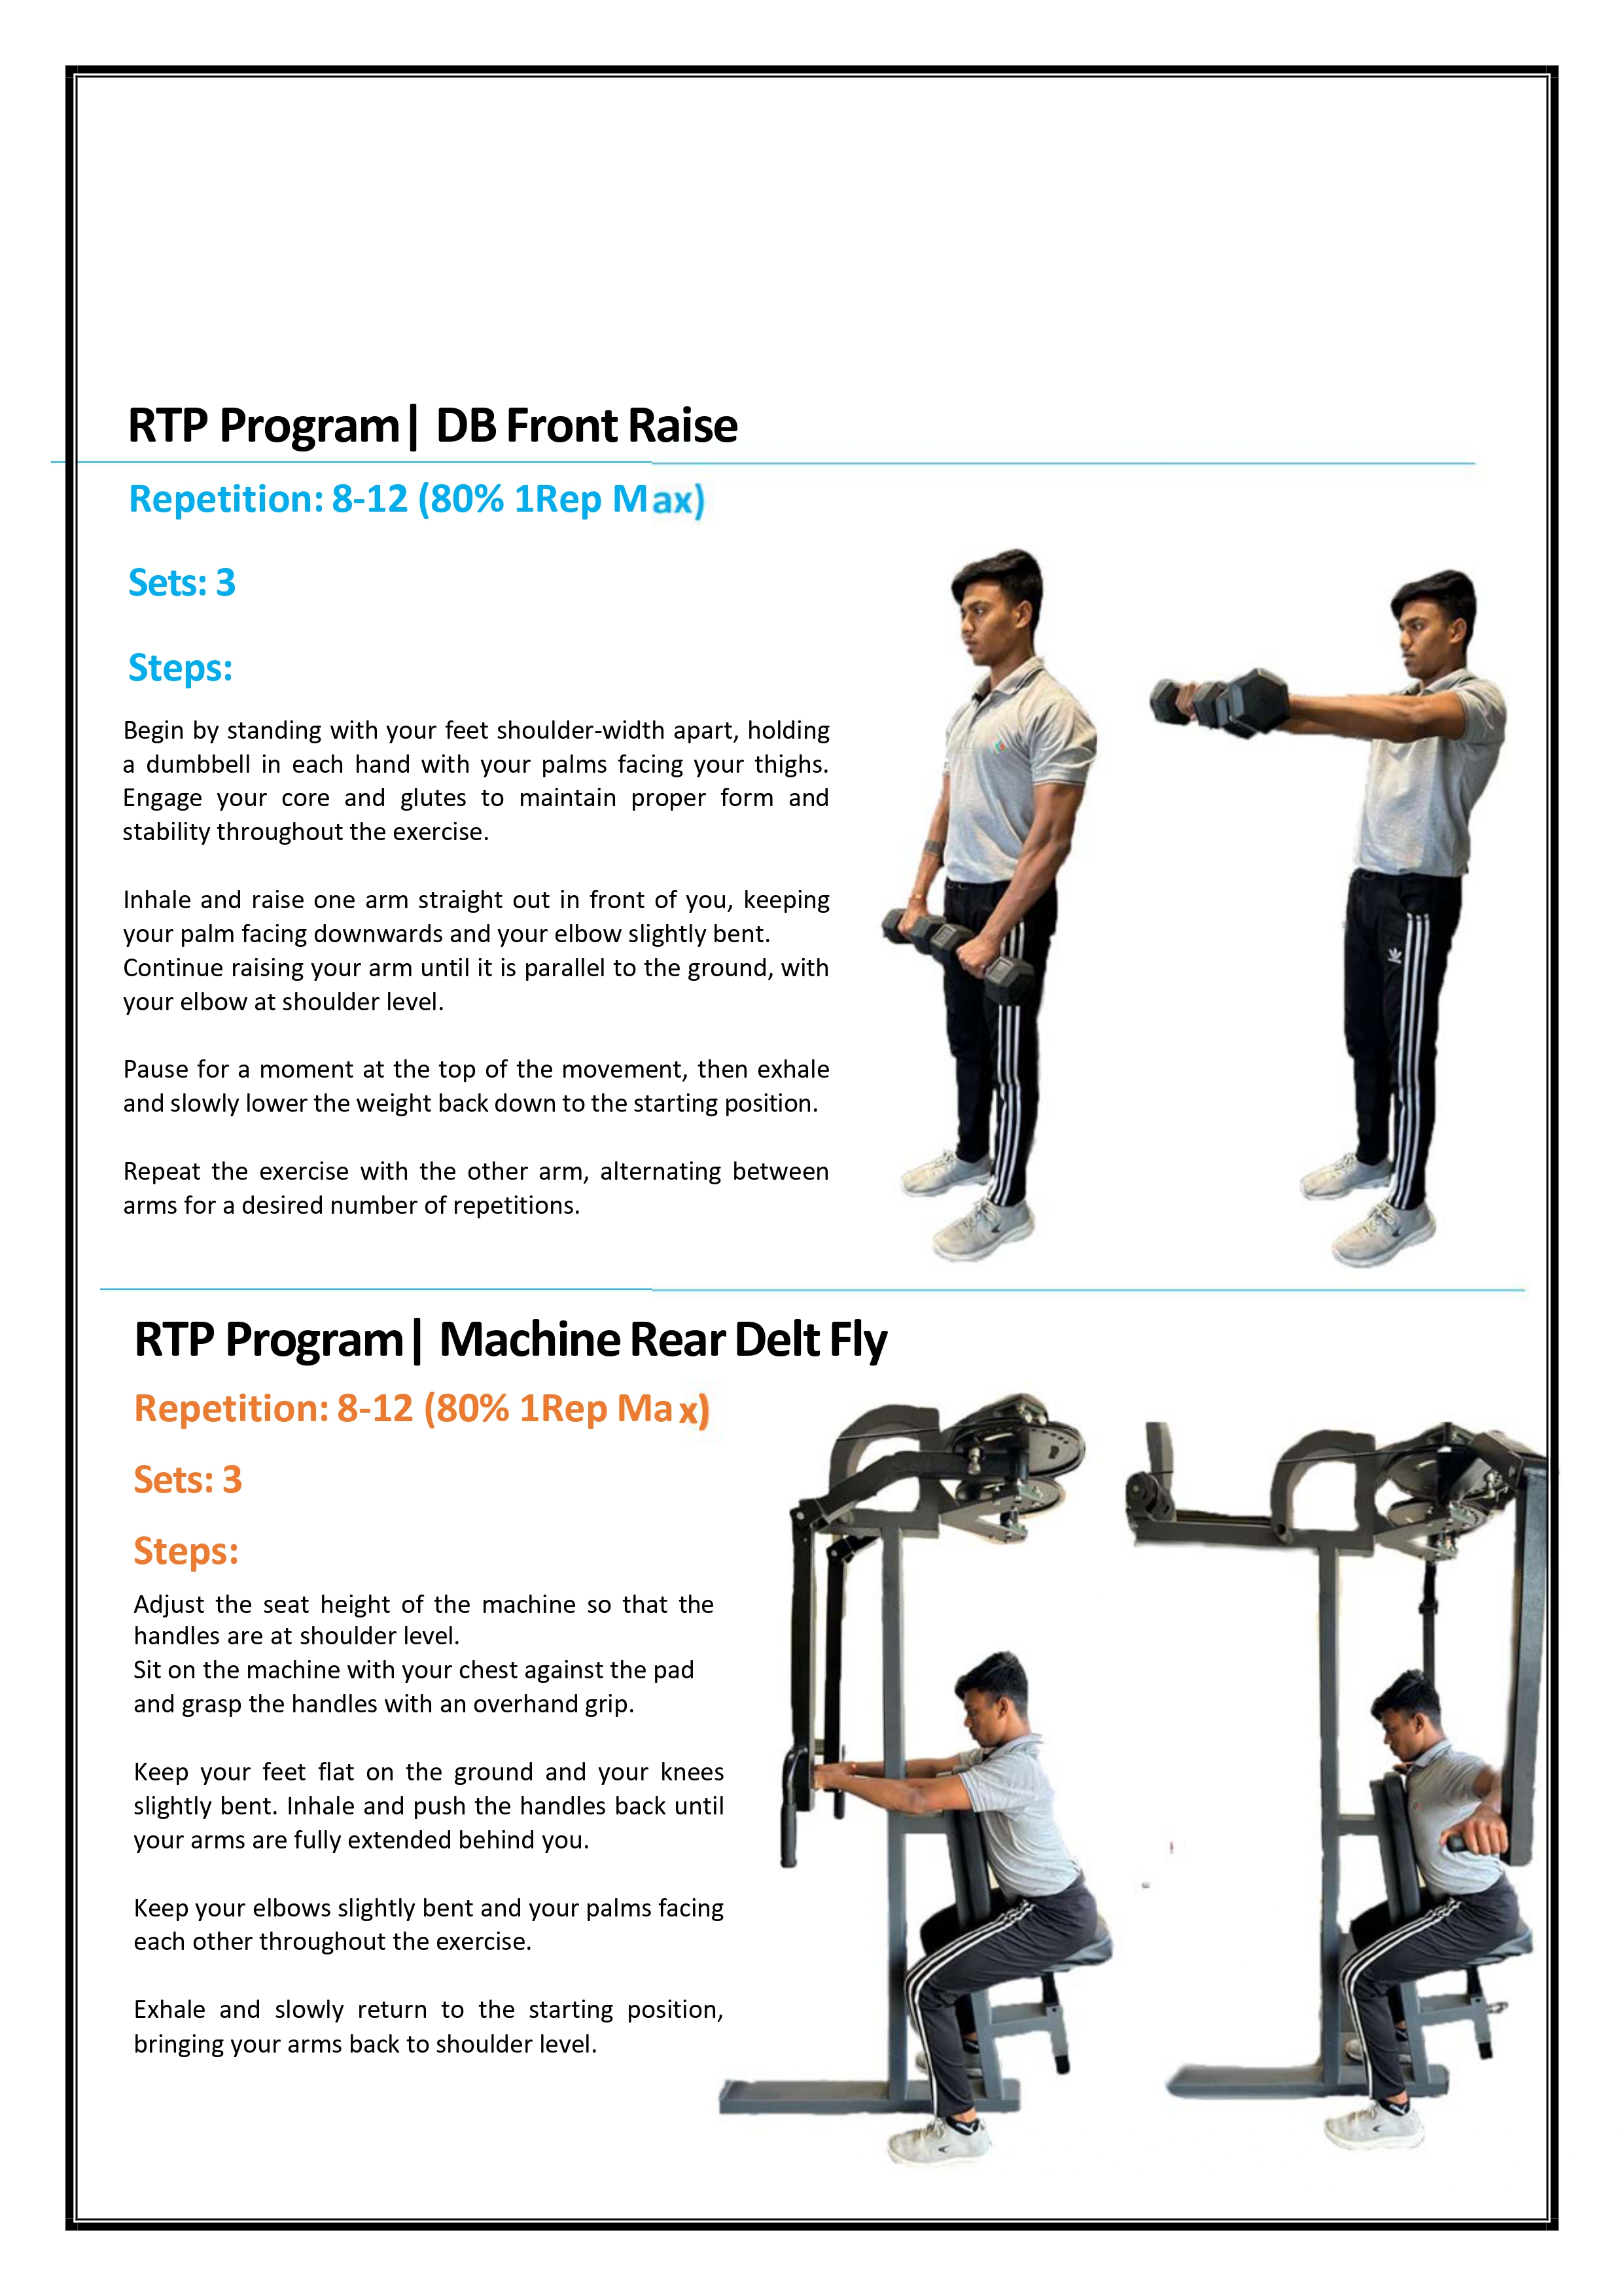 RTP Program| DB Front Raise
Repetition: 8-12 (80% 1Rep Max)
Sets: 3
Steps:
Begin by standing with your feet shoulder-width apart, holding
a dumbbell in each hand with your palms facing your thighs.
Engage your core and glutes to maintain proper form and
stability throughout the exercise.
Inhale and raise one arm straight out in front of you, keeping
your palm facing downwards and your elbow slightly bent.
Continue raising your arm until it is parallel to the ground, with
your elbow at shoulder level.
Pause for a moment at the top of the movement, then exhale
and slowly lower the weight back down to the starting position.
Repeat the exercise with the other arm, alternating between
arms for a desired number of repetitions.
RTP Program| Machine Rear Delt Fly
Repetition: 8-12 (80% 1Rep Max)
Sets: 3
Steps:
Adjust the seat height of the machine so that the
handles are at shoulder level.
Sit on the machine with your chest against the pad
and grasp the handles with an overhand grip.
Keep your feet flat on the ground and your knees
slightly bent. Inhale and push the handles back until
your arms are fully extended behind you.
Keep your elbows slightly bent and your palms facing
each other throughout the exercise.
Exhale and slowly return to the starting position,
bringing your arms back to shoulder level.